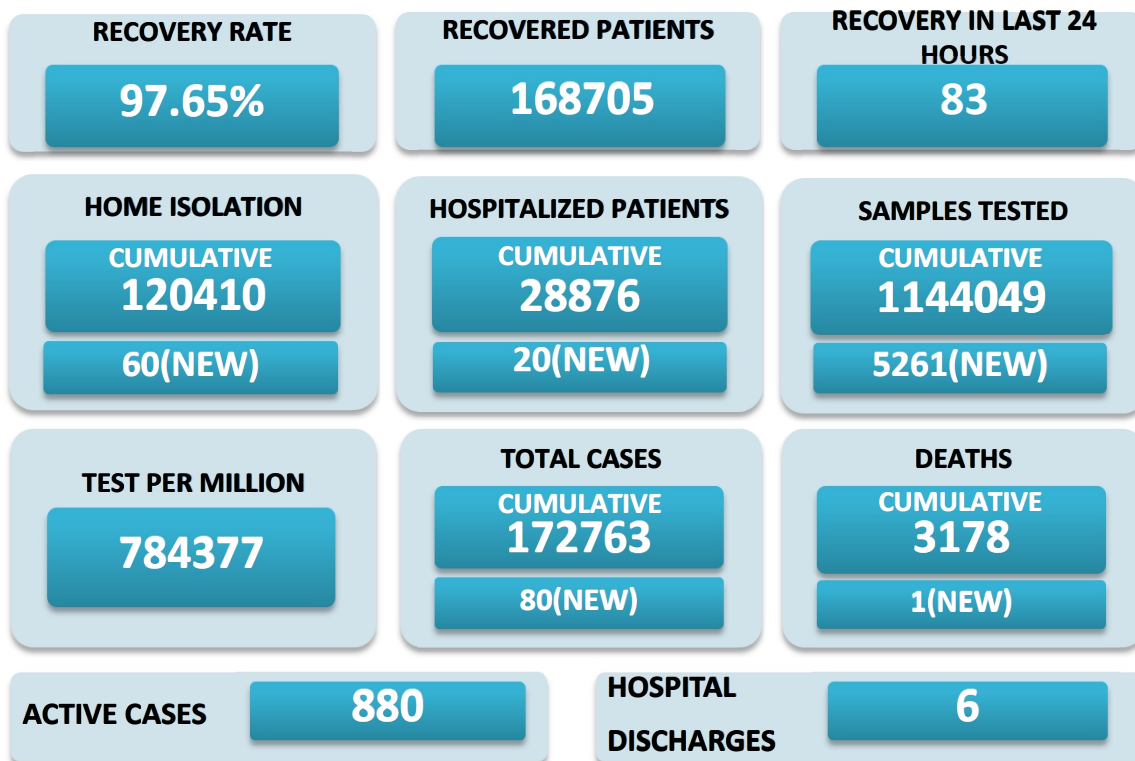 RECOVERY RATE
97.65%
RECOVERED PATIENTS
168705
RECOVERY IN LAST 24
HOURS
83
HOME ISOLATION
CUMULATIVE
120410
60(NEW)
HOSPITALIZED PATIENTS
CUMULATIVE
28876
20(NEW)
SAMPLES TESTED
CUMULATIVE
1144049
5261(NEW)
TEST PER MILLION
784377
TOTAL CASES
CUMULATIVE
172763
80(NEW)
DEATHS
CUMULATIVE
3178
1(NEW)
ACTIVE CASES
880
HOSPITAL
DISCHARGES
6